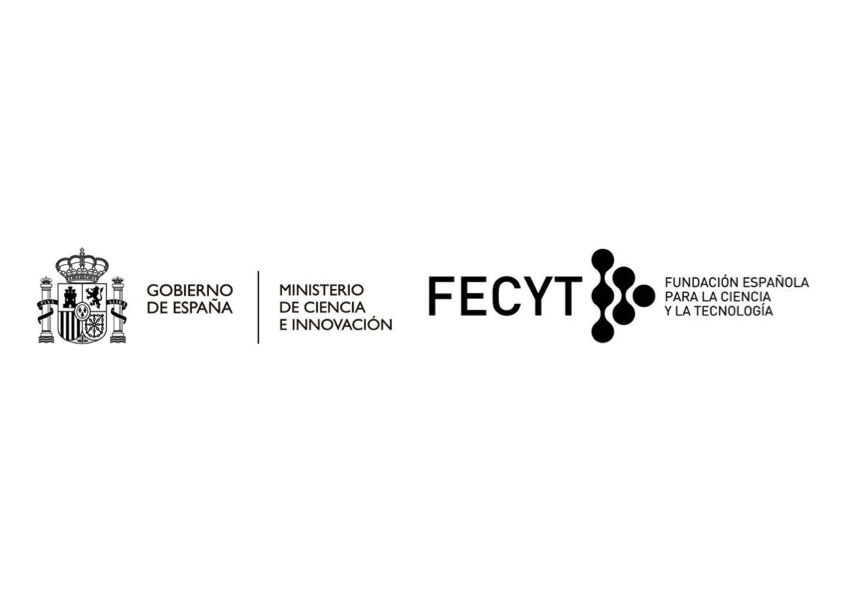 GOBIERNO
DE ESPAÑA
MINISTERIO
DE CIENCIA
E INNOVACIÓN
FECYT
FUNDACIÓN ESPAÑOLA
PARA LA CIENCIA
Y LA TECNOLOGÍA